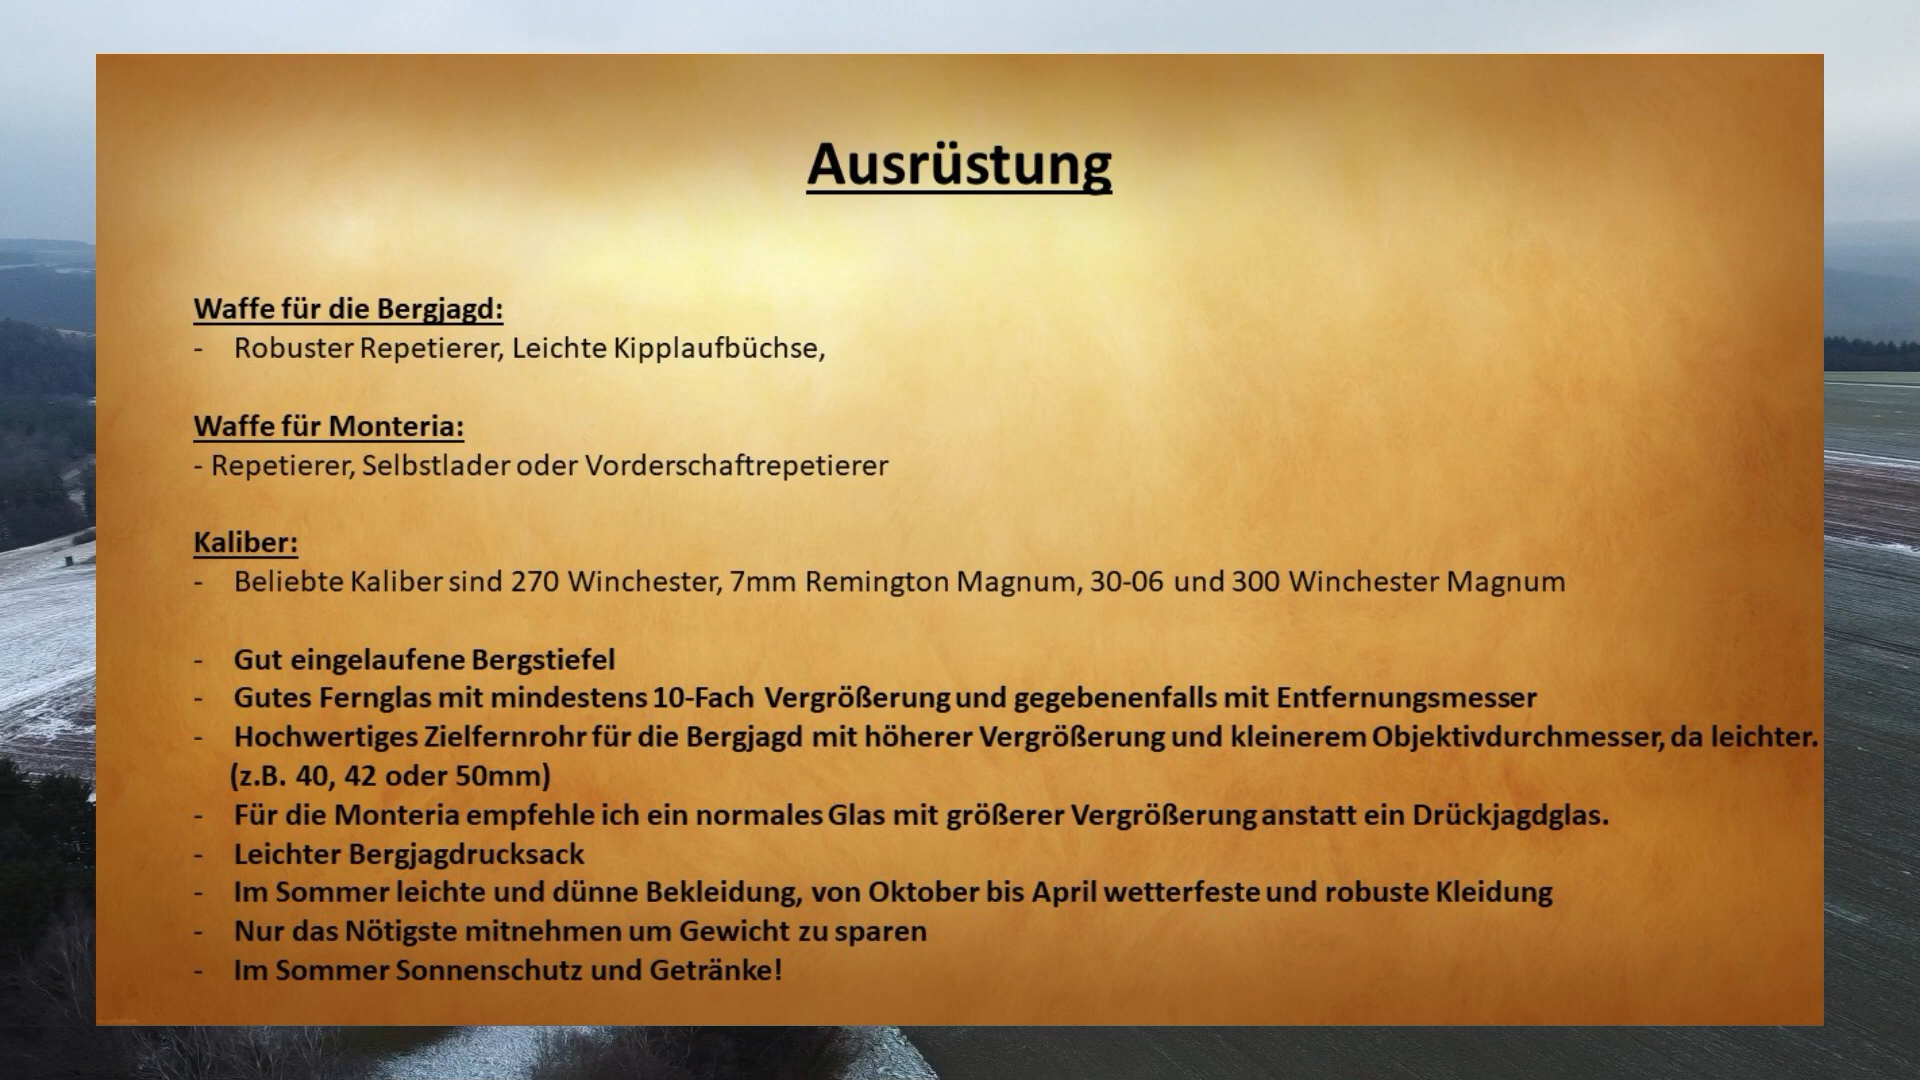 Ausrüstung
Waffe für die Bergjagd:
- Robuster Repetierer, Leichte Kipplaufbüchse,
Waffe für Monteria:
- Repetierer, Selbstlader oder Vorderschaftrepetierer
Kaliber:
- Beliebte Kaliber sind 270 Winchester, 7mm Remington Magnum, 30-06 und 300 Winchester Magnum
- Gut eingelaufene Bergstiefel
- Gutes Fernglas mit mindestens 10-Fach Vergrößerung und gegebenenfalls mit Entfernungsmesser
- Hochwertiges Zielfernrohr für die Bergjagd mit höherer Vergrößerung und kleinerem Objektivdurchmesser, da leichter.
(z.B. 40, 42 oder 50mm)
- Für die Monteria empfehle ich ein normales Glas mit größerer Vergrößerung anstatt ein Drückjagdglas.
- Leichter Bergjagdrucksack
- Im Sommer leichte und dünne Bekleidung, von Oktober bis April wetterfeste und robuste Kleidung
- Nur das Nötigste mitnehmen um Gewicht zu sparen
- Im Sommer Sonnenschutz und Getränke!